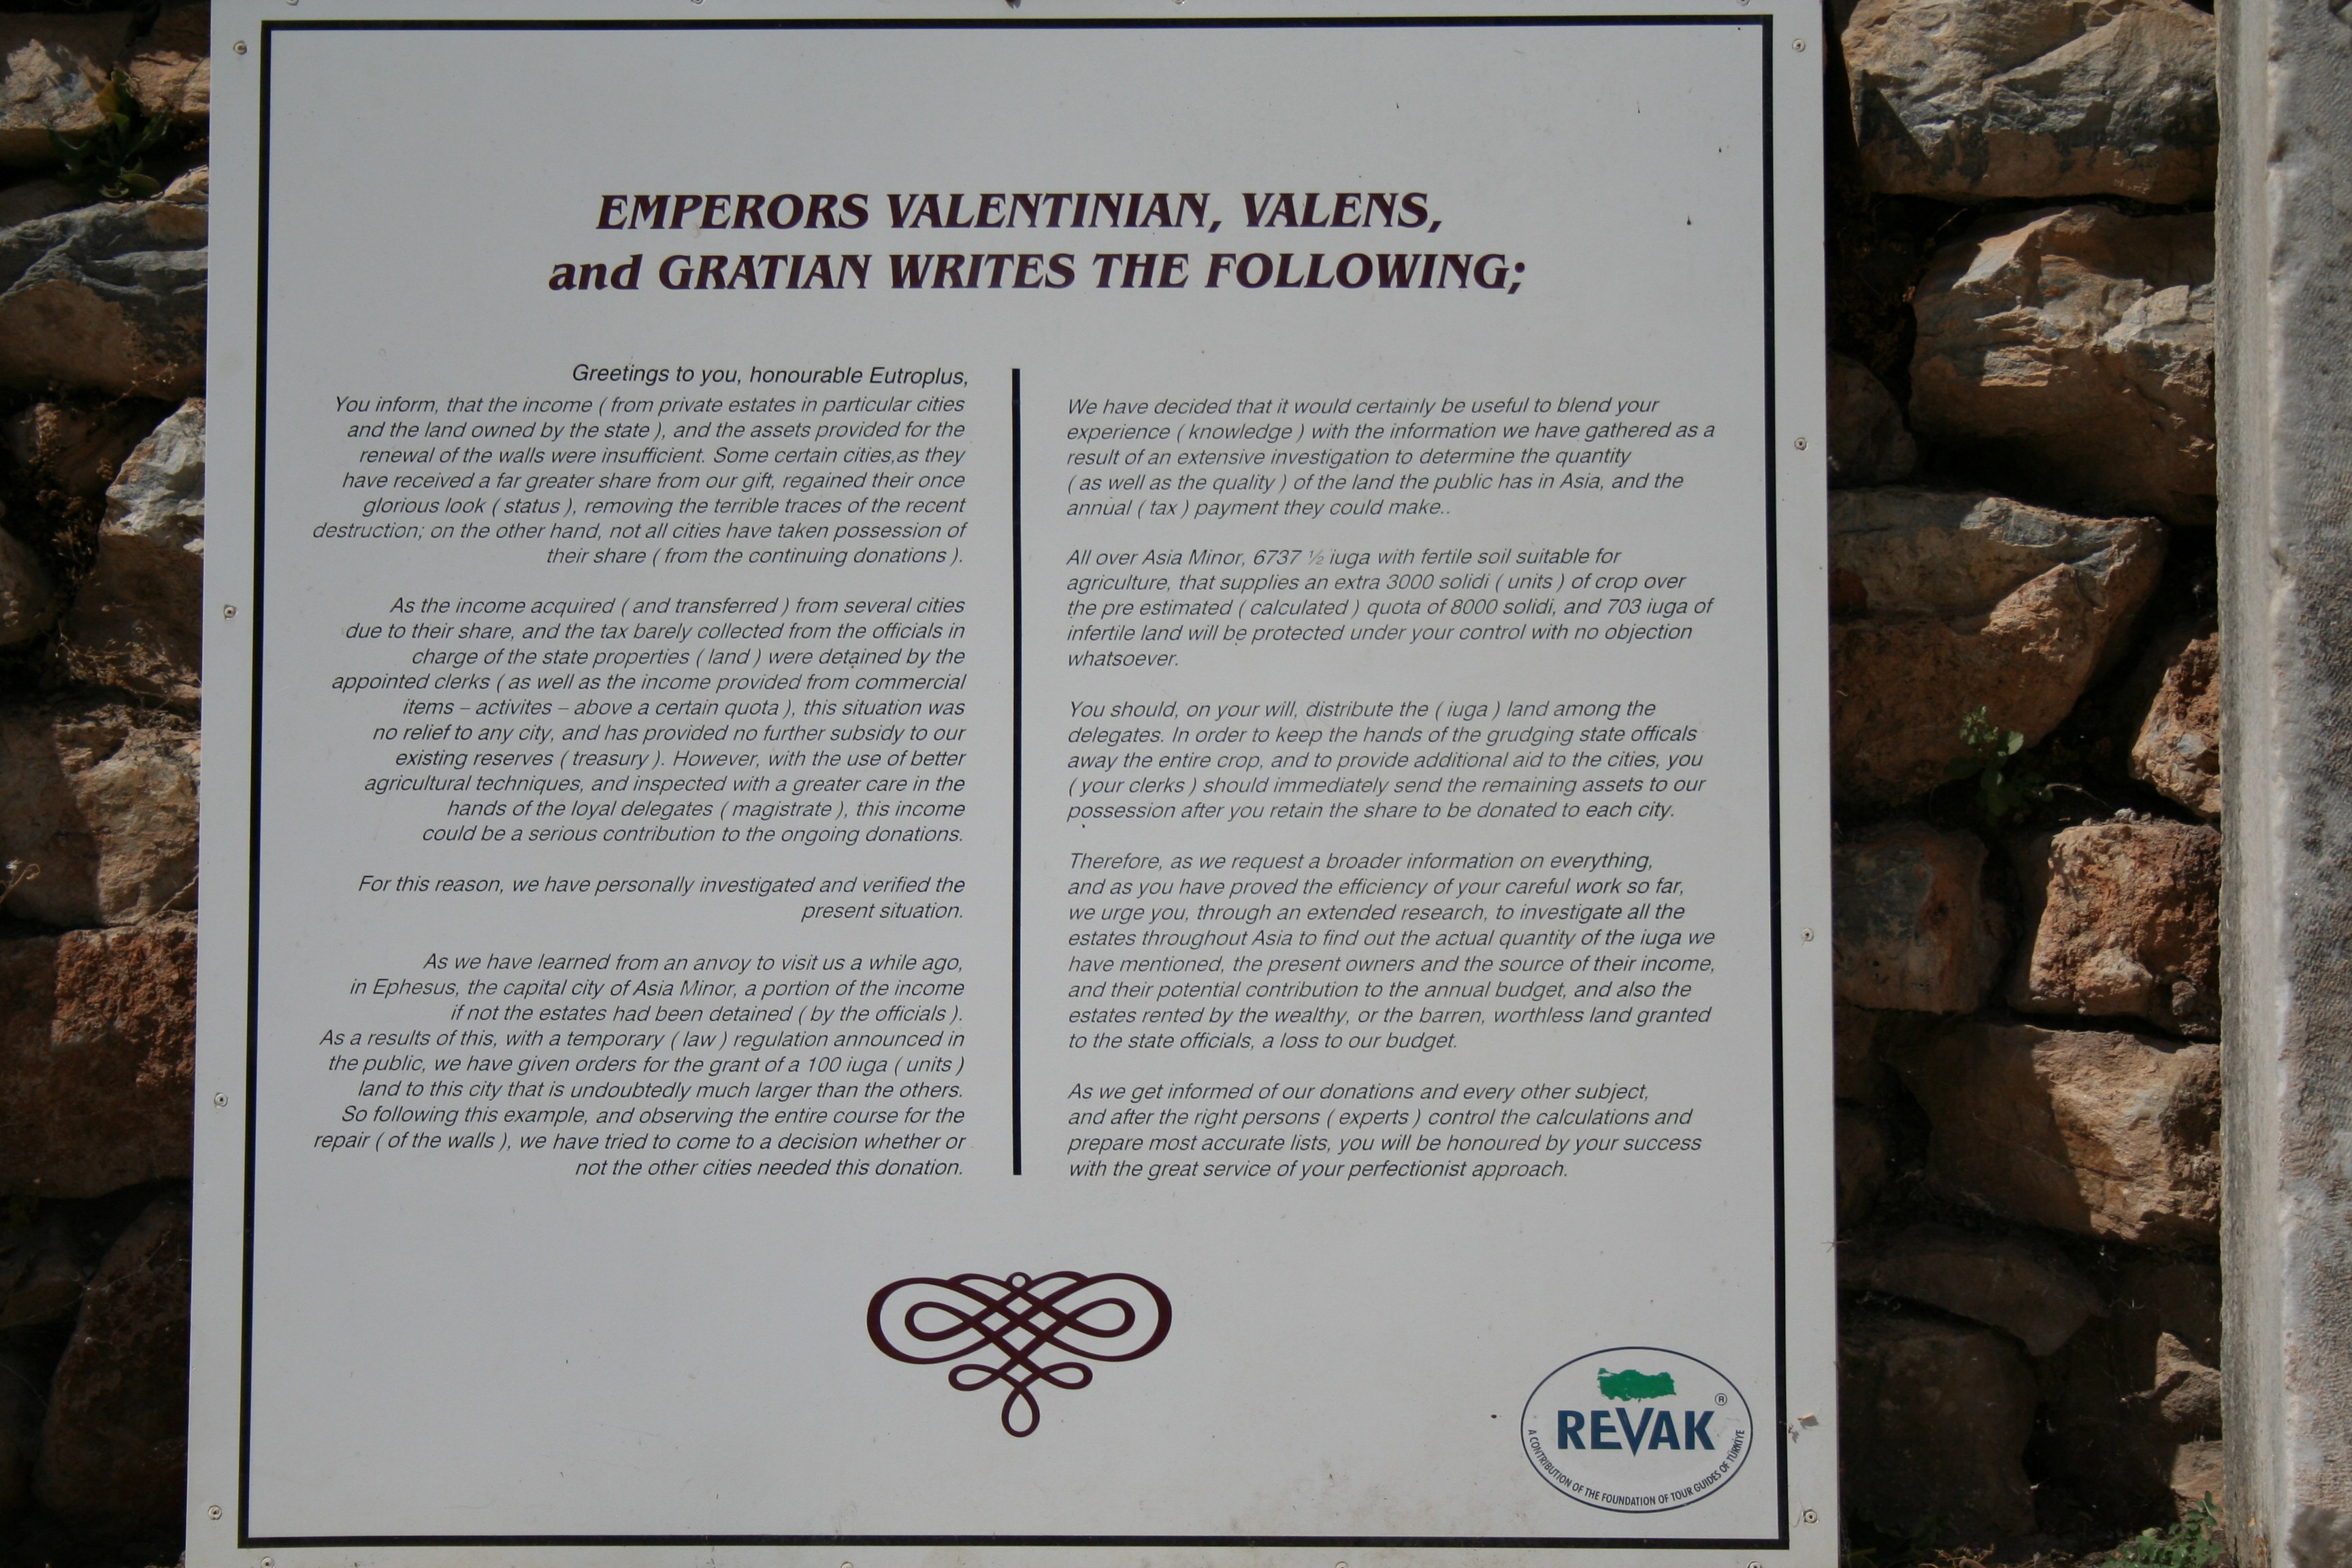 EMPERORS VALENTINIAN, VALENS,
and GRATIAN WRITES THE FOLLOWING;
Greetings to you, honourable Eutroplus,
You inform, that the income ( from private estates in particular cities
and the land owned by the state ), and the assets provided for the
renewal of the walls were insufficient. Some certain cities,as they
have received a far greater share from our gift, regained their once
glorious look ( status ), removing the terrible traces of the recent
destruction; on the other hand, not all cities have taken possession of
their share ( from the continuing donations ).
As the income acquired ( and transferred ) from several cities
due to their share, and the tax barely collected from the officials in
charge of the state properties ( land ) were detained by the
appointed clerks ( as well as the income provided from commercial
items – activites – above a certain quota ), this situation was
no relief to any city, and has provided no further subsidy to our
existing reserves ( treasury ). However, with the use of better
agricultural techniques, and inspected with a greater care in the
hands of the loyal delegates ( magistrate ), this income
could be a serious contribution to the ongoing donations.
For this reason, we have personally investigated and verified the
present situation.
As we have learned from an anvoy to visit us a while ago,
in Ephesus, the capital city of Asia Minor, a portion of the income
if not the estates had been detained ( by the officials ).
As a results of this, with a temporary ( law ) regulation announced in
the public, we have given orders for the grant of a 100 iuga ( units )
land to this city that is undoubtedly much larger than the others.
So following this example, and observing the entire course for the
repair ( of the walls ), we have tried to come to a decision whether or
not the other cities needed this donation.
We have decided that it would certainly be useful to blend your
experience ( knowledge ) with the information we have gathered as a
result of an extensive investigation to determine the quantity
( as well as the quality ) of the land the public has in Asia, and the
annual ( tax ) payment they could make..
All over Asia Minor, 6737 ½ iuga with fertile soil suitable for
agriculture, that supplies an extra 3000 solidi ( units ) of crop over
the pre estimated ( calculated ) quota of 8000 solidi, and 703 iuga of
infertile land will be protected under your control with no objection
whatsoever.
You should, on your will, distribute the ( iuga ) land among the
delegates. In order to keep the hands of the grudging state officals
away the entire crop, and to provide additional aid to the cities, you
( your clerks ) should immediately send the remaining assets to our
possession after you retain the share to be donated to each city.
Therefore, as we request a broader information on everything,
and as you have proved the efficiency of your careful work so far,
we urge you, through an extended research, to investigate all the
estates throughout Asia to find out the actual quantity of the iuga we
have mentioned, the present owners and the source of their income,
and their potential contribution to the annual budget, and also the
estates rented by the wealthy, or the barren, worthless land granted
to the state officials, a loss to our budget.
As we get informed of our donations and every other subject,
and after the right persons ( experts ) control the calculations and
prepare most accurate lists, you will be honoured by your success
with the great service of your perfectionist approach.
REVAK ®
A CONTRIBUTION OF THE FOUNDATION OF TOUR GUIDES OF TÜRKİYE